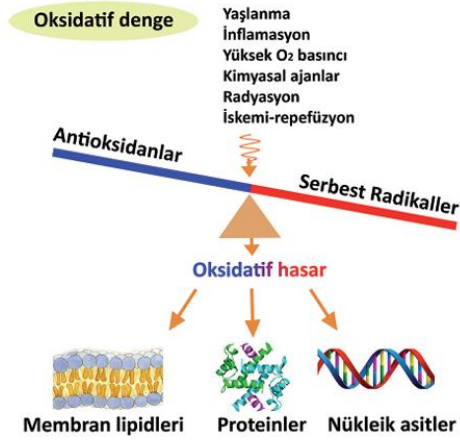 Oksidatif denge
Yaşlanma
İnflamasyon
Yüksek O₂ basıncı
Kimyasal ajanlar
Radyasyon
İskemi-repefüzyon
Antioksidanlar
Serbest Radikaller
Oksidatif hasar
Membran lipidleri
Proteinler
Nükleik asitler